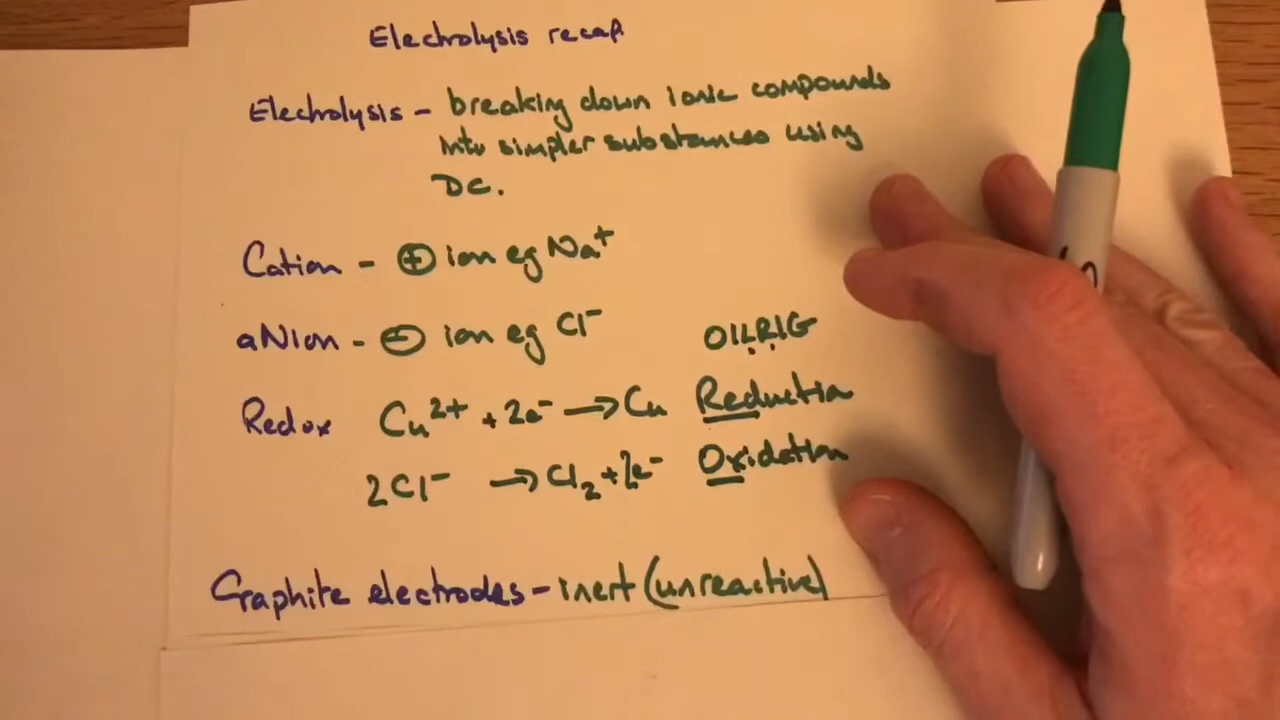 Electrolysis recap
Electrolysis - breaking down ionic compounds
into simpler substances using
DC.
Cation - ⊕ ion eg Na⁺
aNIon - ⊖ ion eg Cl⁻
OILRIG
Redox Cu²⁺ + 2e⁻ → Cu Reduction
2Cl⁻ → Cl₂ + 2e⁻ Oxidation
Graphite electrodes - inert (unreactive)